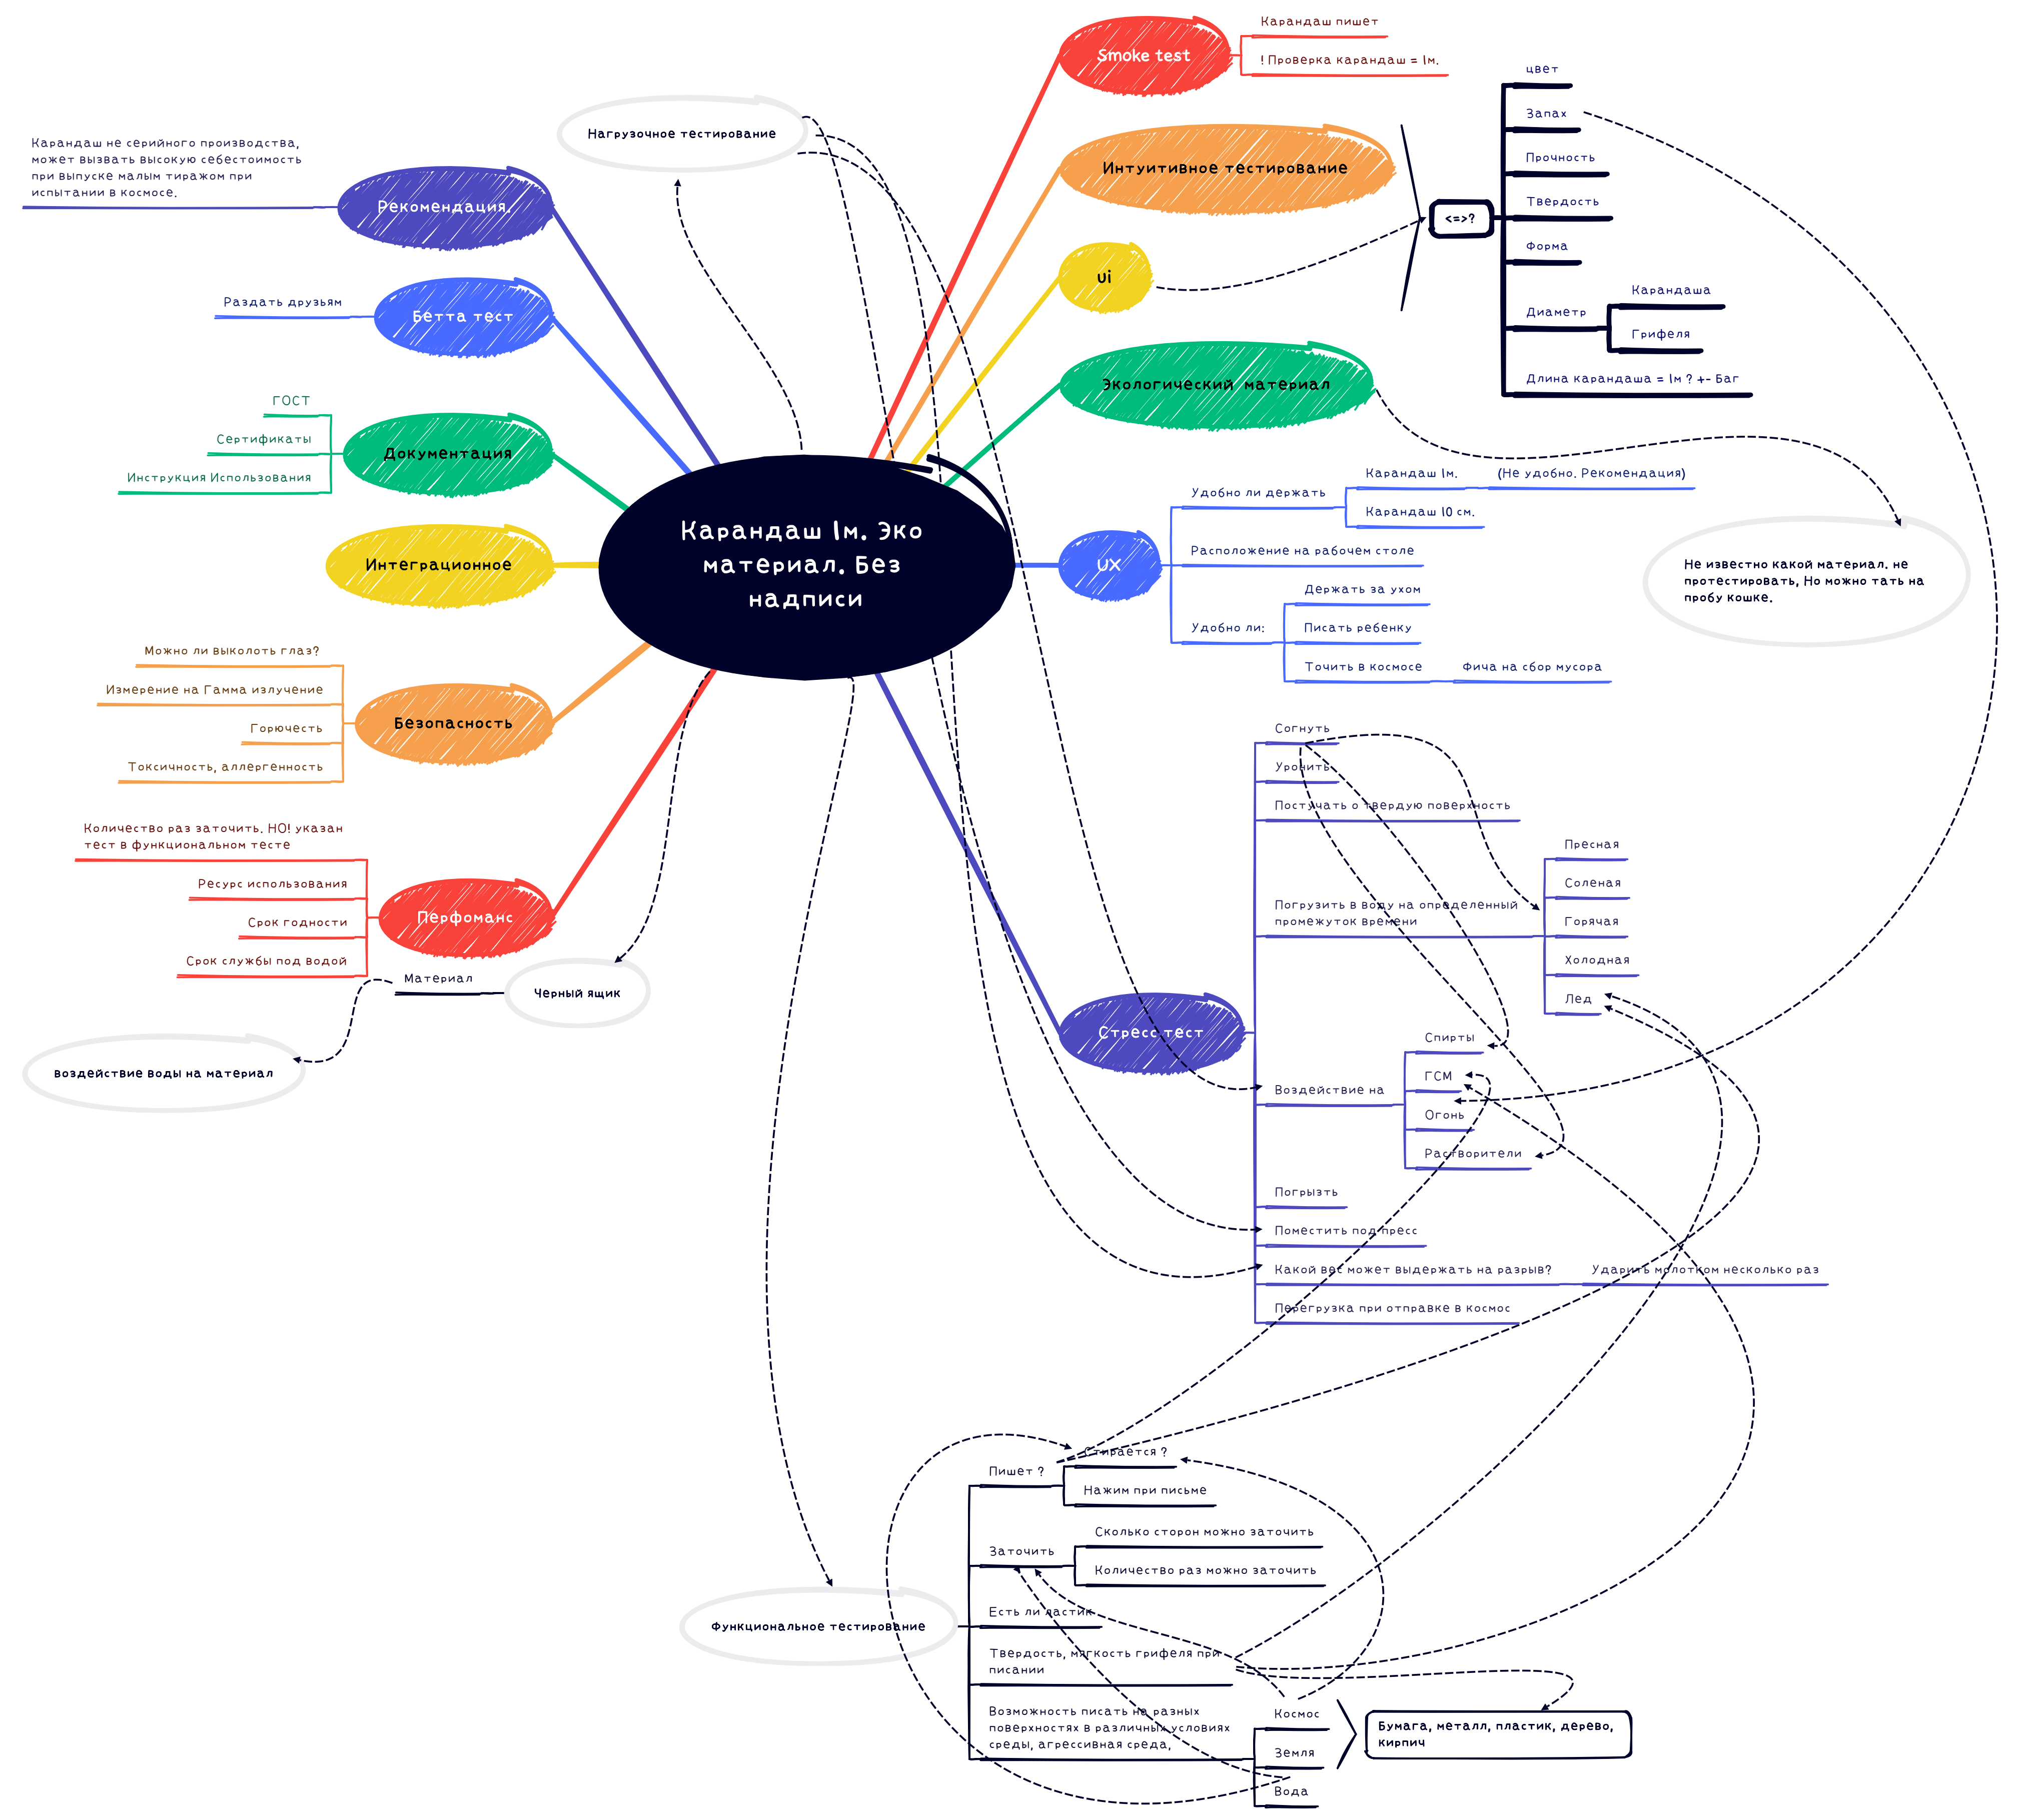 Карандаш 1м. Эко
материал. Без
надписи
Smoke test
Карандаш пишет
! Проверка карандаш = 1м.
Интуитивное тестирование
ui
<=>?
цвет
Запах
Прочность
Твердость
Форма
Диаметр
Карандаша
Грифеля
Длина карандаша = 1м ? +- Баг
Экологический материал
Не известно какой материал. не
протестировать, Но можно тать на
пробу кошке.
UX
Удобно ли держать
Карандаш 1м.
(Не удобно. Рекомендация)
Карандаш 10 см.
Расположение на рабочем столе
Удобно ли:
Держать за ухом
Писать ребенку
Точить в космосе
Фича на сбор мусора
Стресс тест
Согнуть
Уронить
Постучать о твердую поверхность
Погрузить в воду на определенный
промежуток времени
Пресная
Соленая
Горячая
Холодная
Лед
Воздействие на
Спирты
ГСМ
Огонь
Растворители
Погрызть
Поместить под пресс
Какой вес может выдержать на разрыв?
Ударить молотком несколько раз
Перегрузка при отправке в космос
Нагрузочное тестирование
Рекомендация.
Карандаш не серийного производства,
может вызвать высокую себестоимость
при выпуске малым тиражом при
испытании в космосе.
Бетта тест
Раздать друзьям
Документация
ГОСТ
Сертификаты
Инструкция Использования
Интеграционное
Безопасность
Можно ли выколоть глаз?
Измерение на Гамма излучение
Горючесть
Токсичность, аллергенность
Перфоманс
Количество раз заточить. НО! указан
тест в функциональном тесте
Ресурс использования
Срок годности
Срок службы под водой
Черный ящик
Материал
воздействие воды на материал
Функциональное тестирование
Пишет ?
Стирается ?
Нажим при письме
Заточить
Сколько сторон можно заточить
Количество раз можно заточить
Есть ли ластик
Твердость, мягкость грифеля при
писании
Возможность писать на разных
поверхностях в различных условиях
среды, агрессивная среда,
Космос
Земля
Вода
Бумага, металл, пластик, дерево,
кирпич